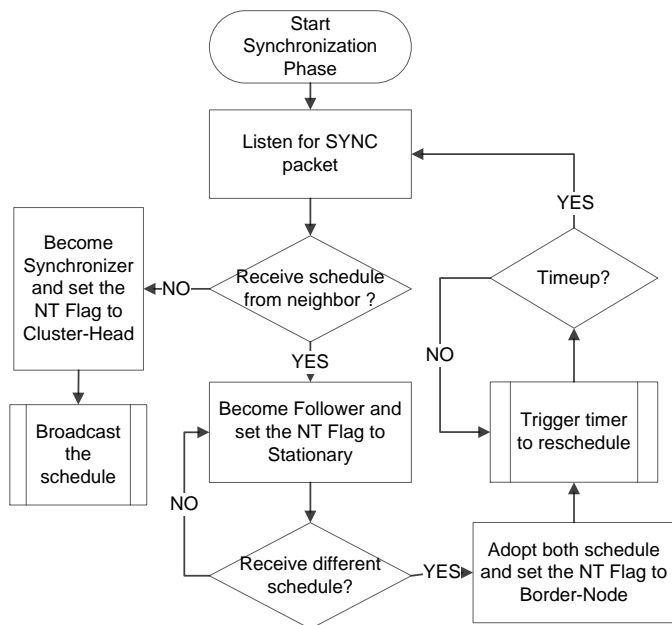 Start
Synchronization
Phase
Listen for SYNC
packet
YES
Become
Synchronizer
and set the
NT Flag to
Cluster-Head
NO
Receive schedule
from neighbor ?
Timeup?
YES
NO
Broadcast
the
schedule
Become Follower and
set the NT Flag to
Stationary
Trigger timer
to reschedule
NO
Receive different
schedule?
YES
Adopt both schedule
and set the NT Flag to
Border-Node